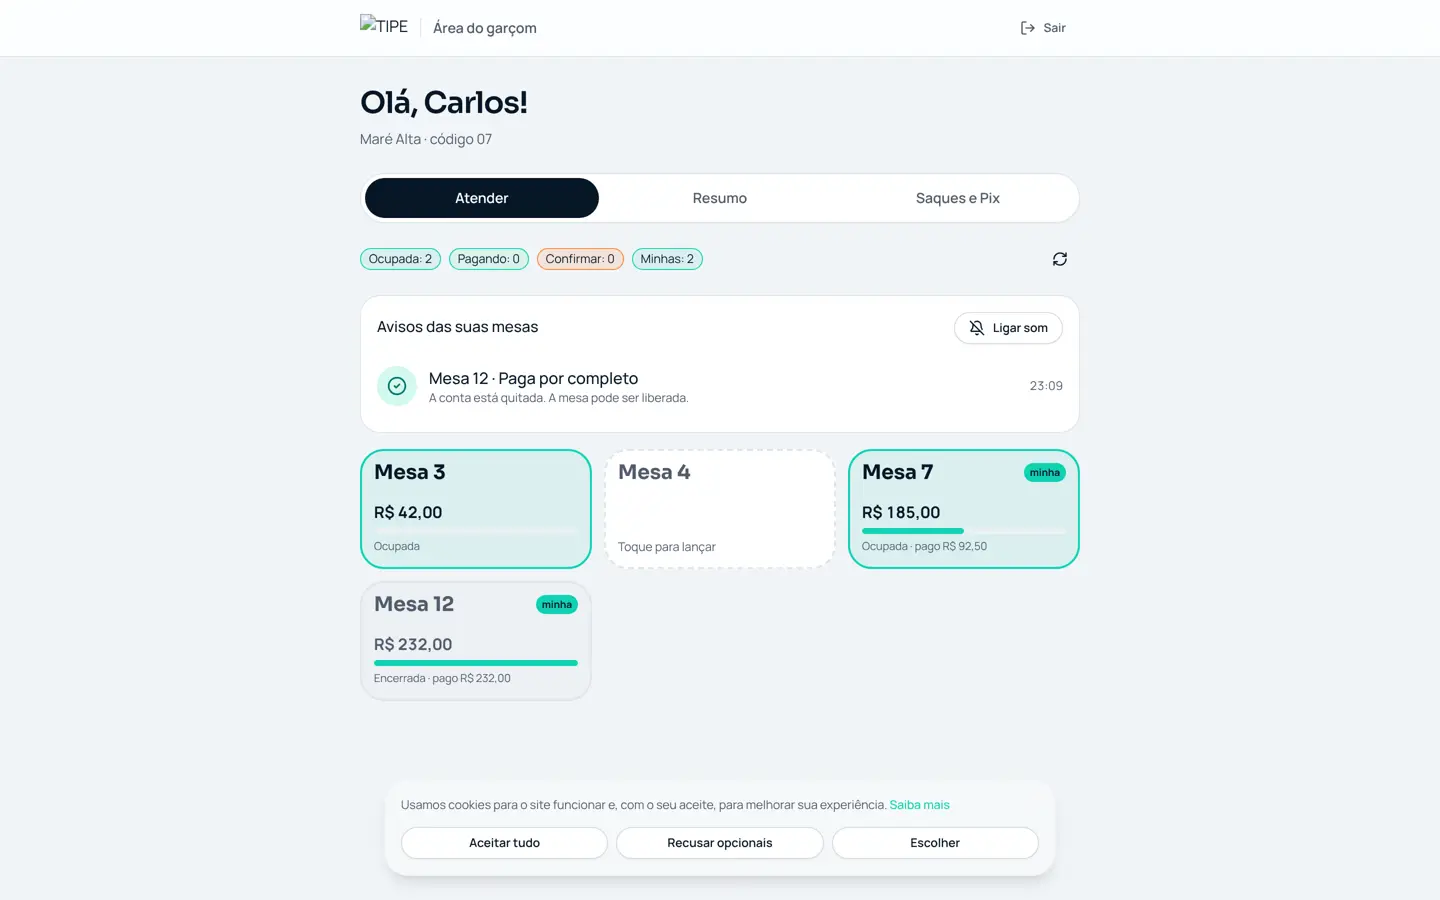 TIPE
Área do garçom
Sair
Olá, Carlos!
Maré Alta · código 07
Atender
Resumo
Saques e Pix
Ocupada: 2
Pagando: 0
Confirmar: 0
Minhas: 2
Avisos das suas mesas
Ligar som
Mesa 12 · Paga por completo
A conta está quitada. A mesa pode ser liberada.
23:09
Mesa 3
R$ 42,00
Ocupada
Mesa 4
Toque para lançar
Mesa 7
minha
R$ 185,00
Ocupada · pago R$ 92,50
Mesa 12
minha
R$ 232,00
Encerrada · pago R$ 232,00
Usamos cookies para o site funcionar e, com o seu aceite, para melhorar sua experiência. Saiba mais
Aceitar tudo
Recusar opcionais
Escolher